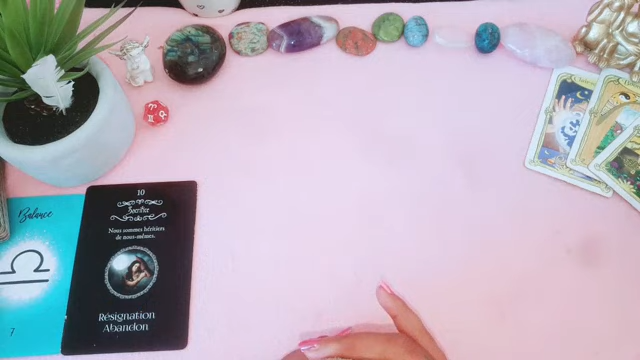 Balance
7
10
Sacrifice
Nous sommes héritiers
de nous-mêmes.
Résignation
Abandon